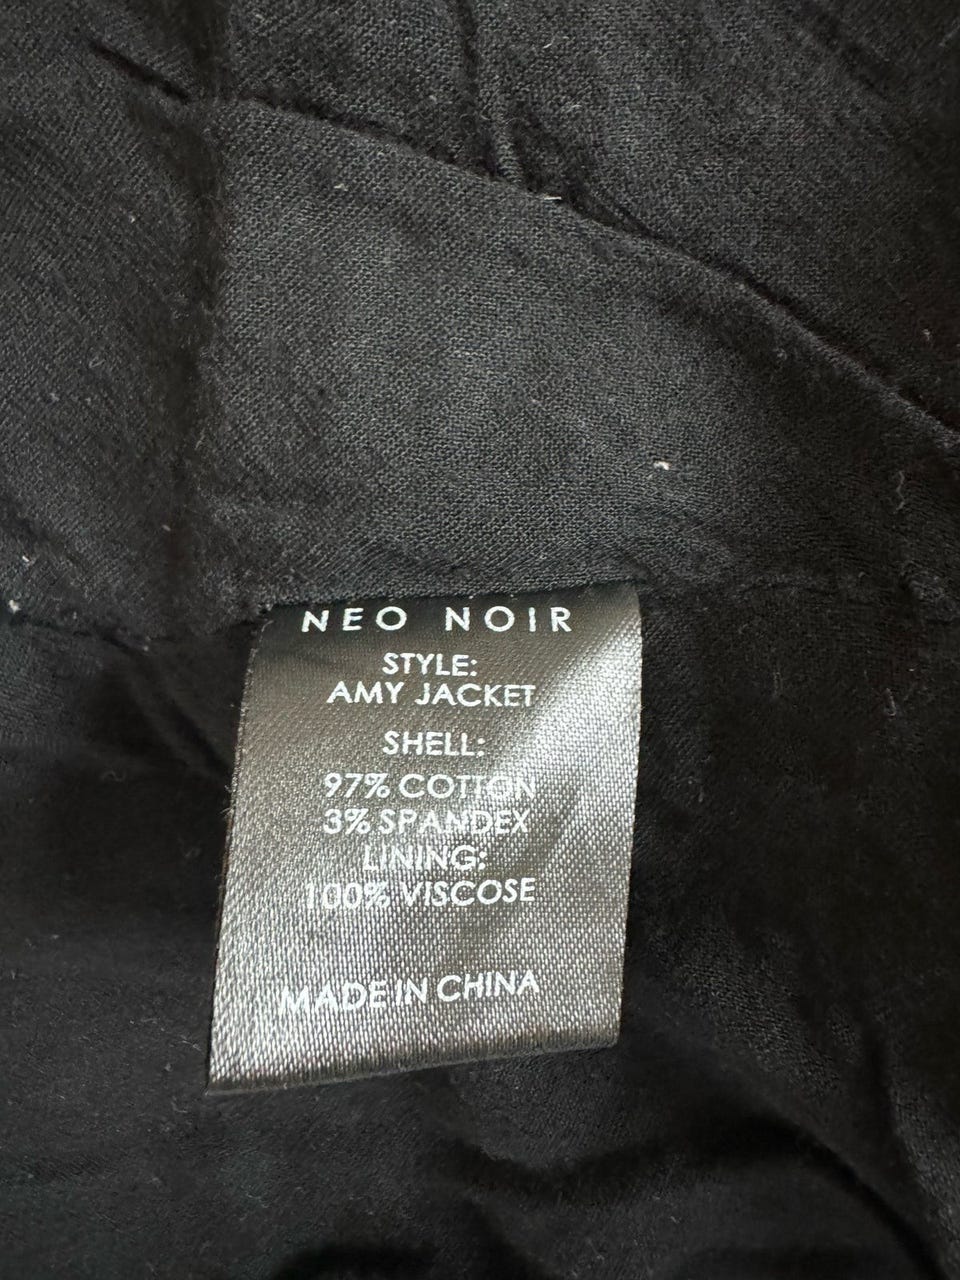 NEO NOIR
STYLE:
AMY JACKET
SHELL:
97% COTTON
3% SPANDEX
LINING:
100% VISCOSE
MADE IN CHINA